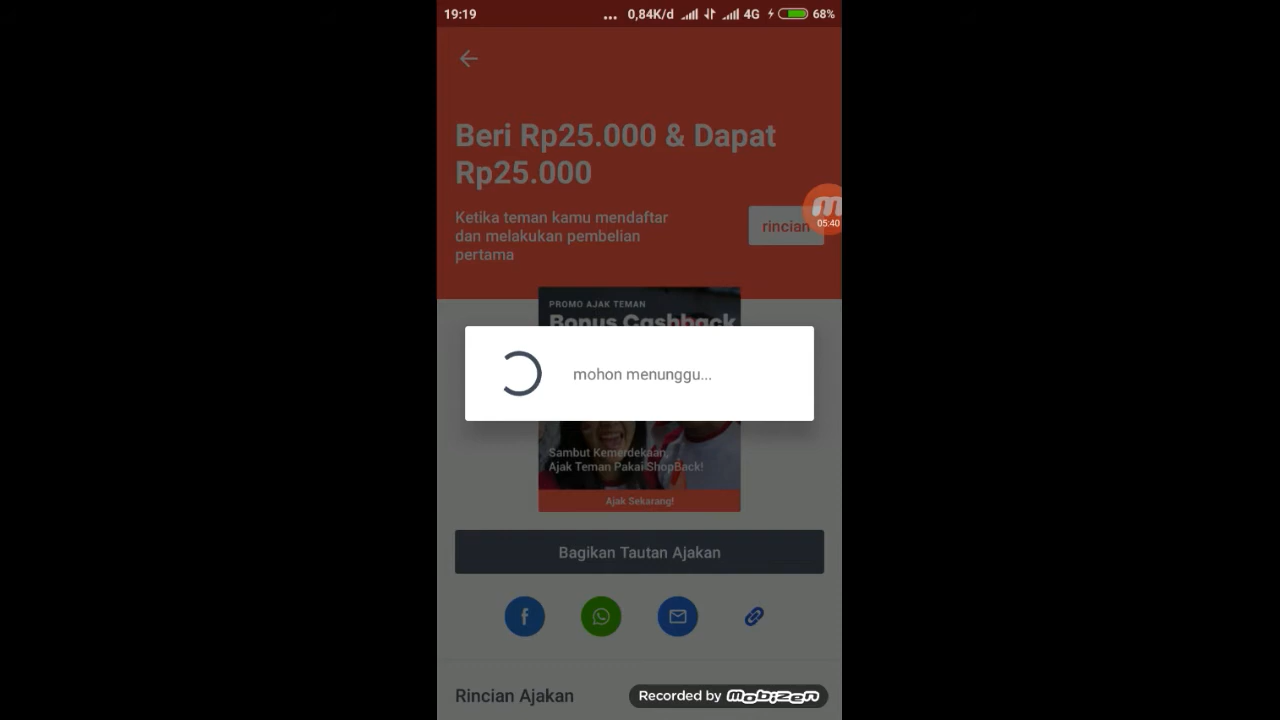 19:19
... 0,84K/d 4G 68%
Beri Rp25.000 & Dapat
Rp25.000
Ketika teman kamu mendaftar
dan melakukan pembelian
pertama
rincian
05:40
PROMO AJAK TEMAN
Bonus Cashback
mohon menunggu...
Sambut Kemerdekaan,
Ajak Teman Pakai ShopBack!
Ajak Sekarang!
Bagikan Tautan Ajakan
Rincian Ajakan
Recorded by Mobizen